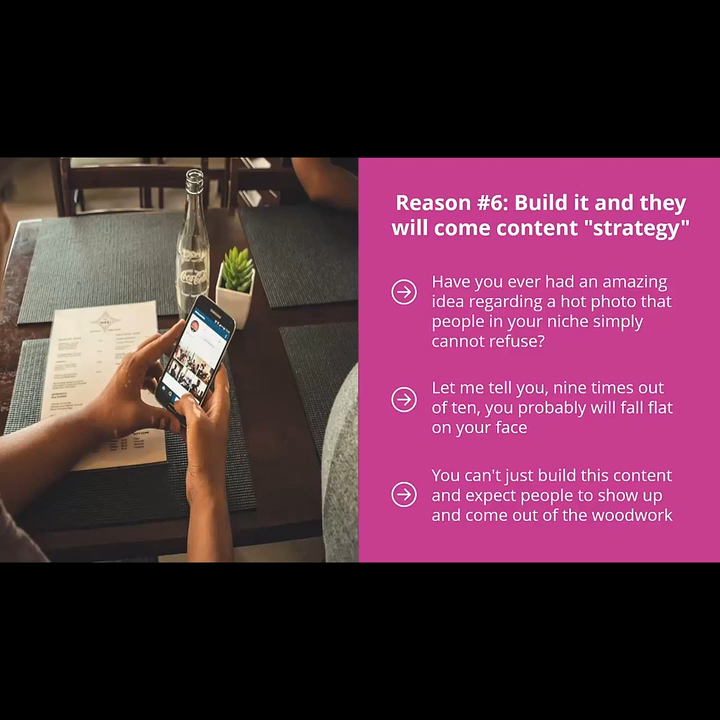 Reason #6: Build it and they
will come content "strategy"
Have you ever had an amazing
idea regarding a hot photo that
people in your niche simply
cannot refuse?
Let me tell you, nine times out
of ten, you probably will fall flat
on your face
You can't just build this content
and expect people to show up
and come out of the woodwork
Coca-Cola